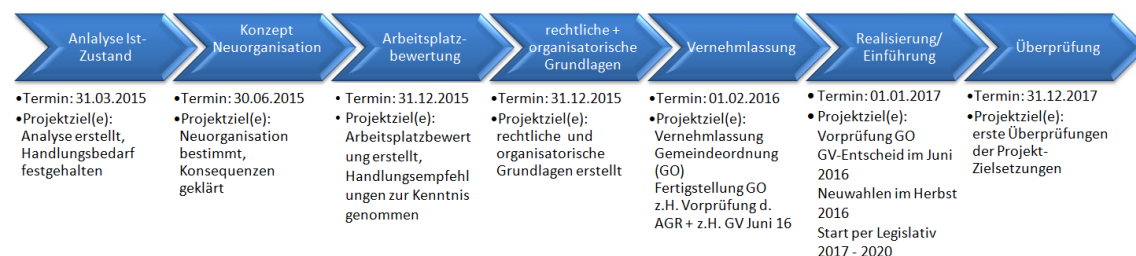 Anlalyse Ist-
Zustand
•Termin: 31.03.2015
•Projektziel(e):
Analyse erstellt,
Handlungsbedarf
festgehalten
Konzept
Neuorganisation
•Termin: 30.06.2015
•Projektziel(e):
Neuorganisation
bestimmt,
Konsequenzen
geklärt
Arbeitsplatz-
bewertung
• Termin: 31.12.2015
• Projektziel(e):
Arbeitsplatzbewert
ung erstellt,
Handlungsempfeh
lungen zur Kenntnis
genommen
rechtliche +
organisatorische
Grundlagen
•Termin: 31.12.2015
•Projektziel(e):
rechtliche und
organisatorische
Grundlagen erstellt
Vernehmlassung
•Termin: 01.02.2016
•Projektziel(e):
Vernehmlassung
Gemeindeordnung
(GO)
Fertigstellung GO
z.H. Vorprüfung d.
AGR + z.H. GV Juni 16
Realisierung/
Einführung
• Termin: 01.01.2017
• Projektziel(e):
Vorprüfung GO
GV-Entscheid im Juni
2016
Neuwahlen im Herbst
2016
Start per Legislativ
2017 - 2020
Überprüfung
•Termin: 31.12.2017
•Projektziel(e):
erste Überprüfungen
der Projekt-
Zielsetzungen